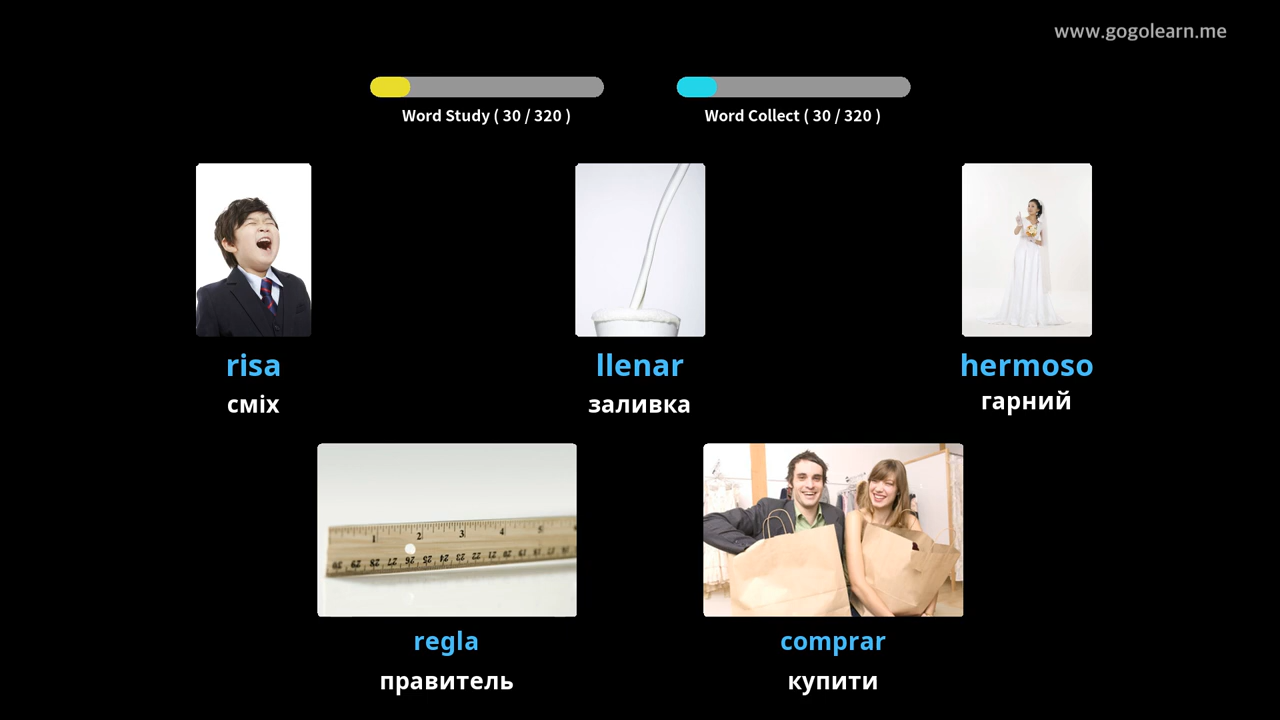 www.gogolearn.me
Word Study ( 30 / 320 )
Word Collect ( 30 / 320 )
risa
сміх
llenar
заливка
hermoso
гарний
regla
правитель
comprar
купити